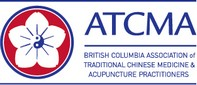 ATCMA
BRITISH COLUMBIA ASSOCIATION of
TRADITIONAL CHINESE MEDICINE &
ACUPUNCTURE PRACTITIONERS